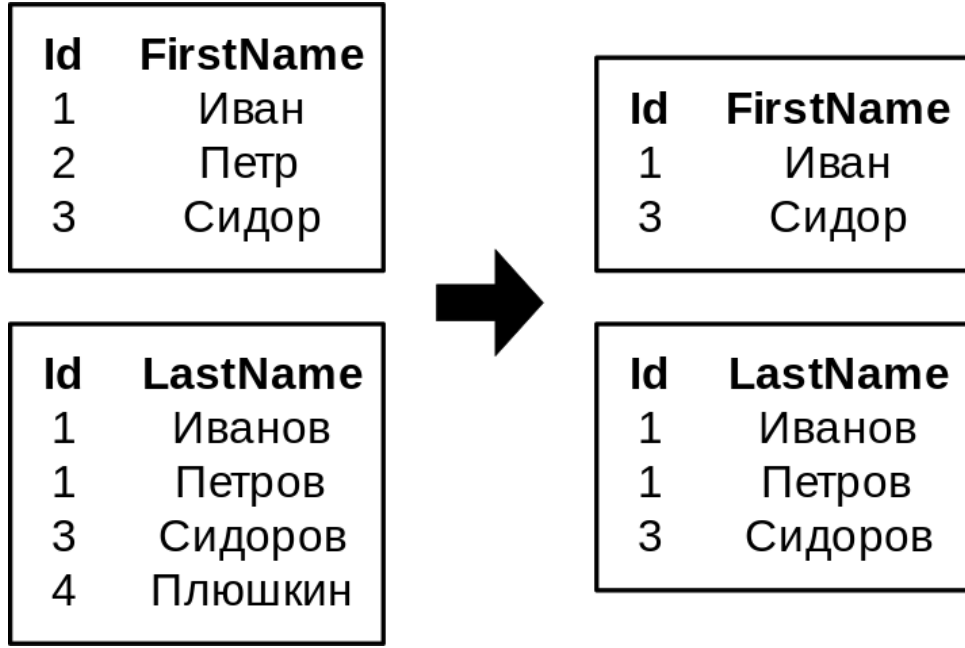 Id FirstName
1 Иван
2 Петр
3 Сидор
Id LastName
1 Иванов
1 Петров
3 Сидоров
4 Плюшкин
Id FirstName
1 Иван
3 Сидор
Id LastName
1 Иванов
1 Петров
3 Сидоров